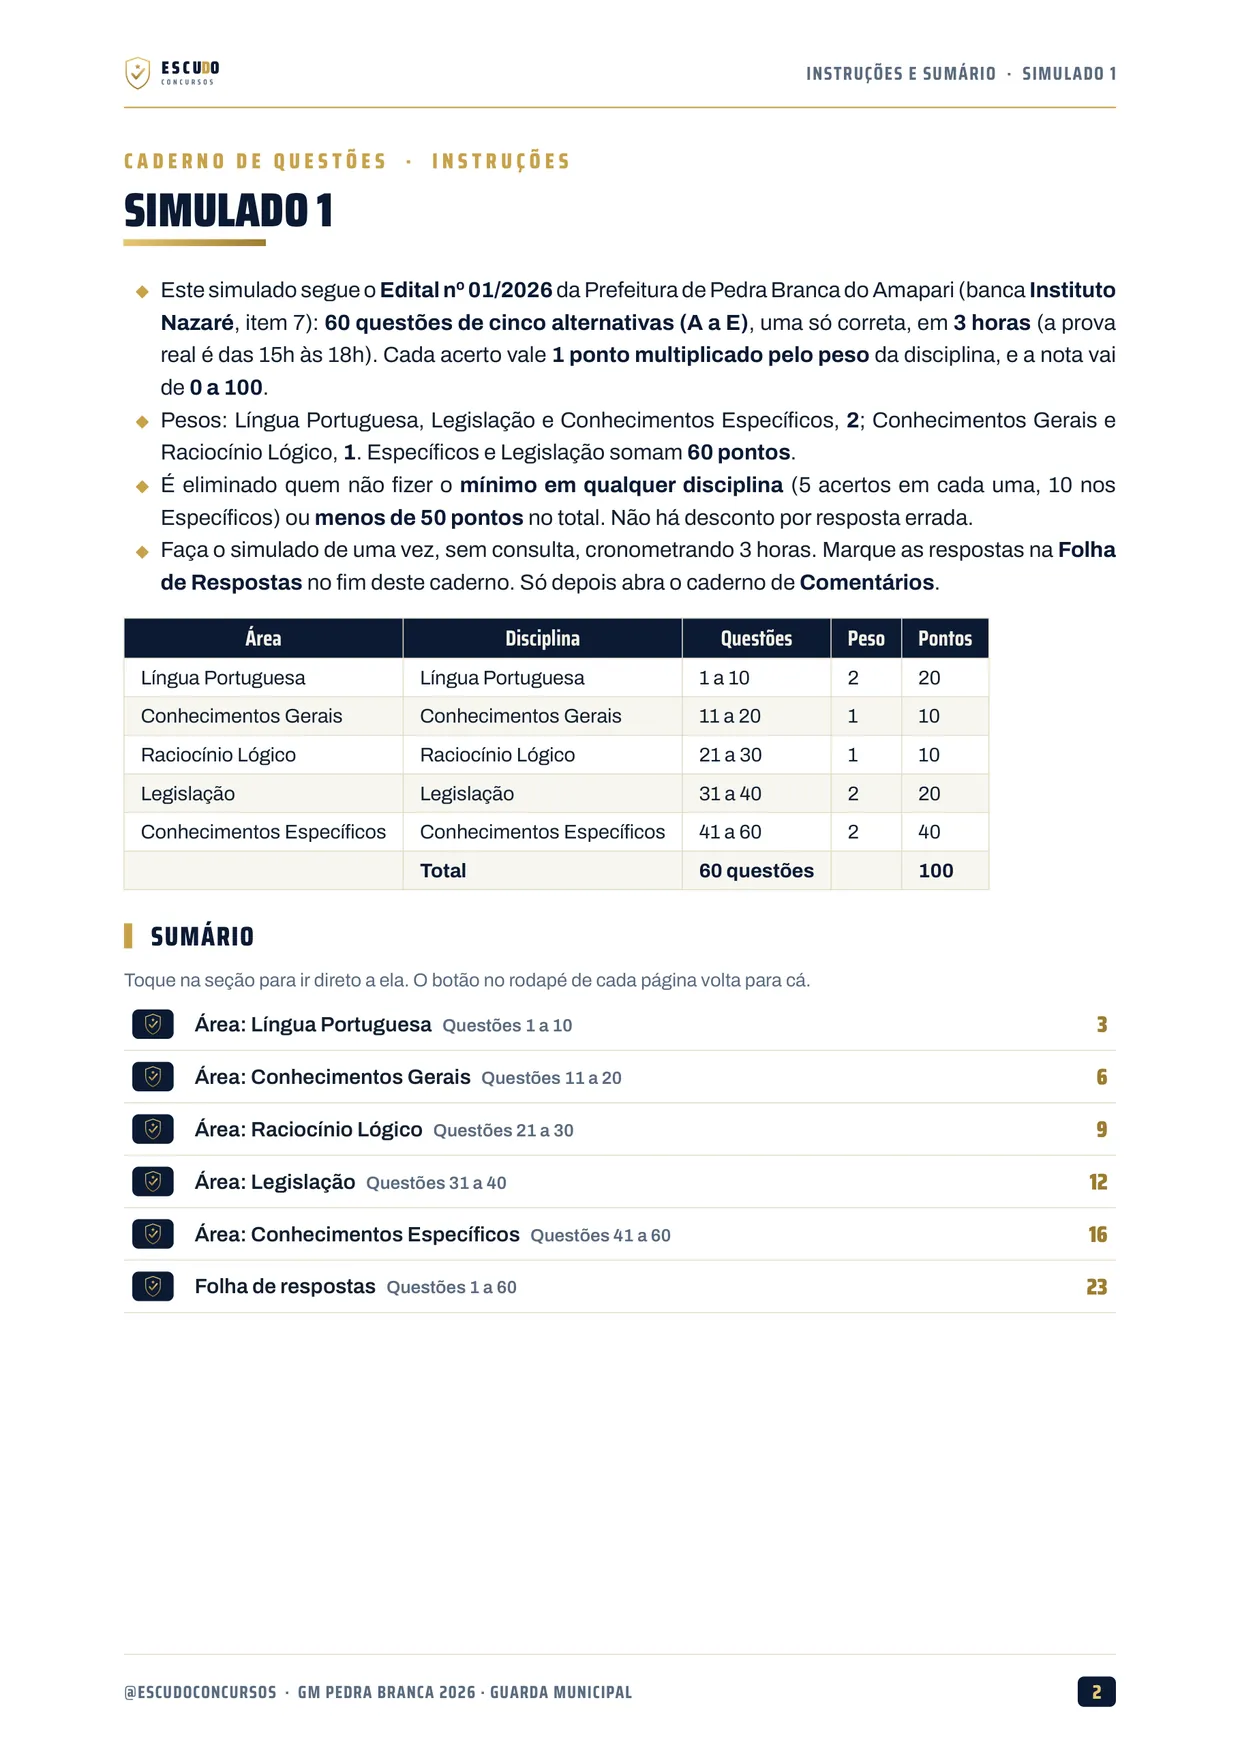 ESCUDO
CONCURSOS
INSTRUÇÕES E SUMÁRIO · SIMULADO 1
CADERNO DE QUESTÕES · INSTRUÇÕES
SIMULADO 1
◆ Este simulado segue o Edital nº 01/2026 da Prefeitura de Pedra Branca do Amapari (banca Instituto
Nazaré, item 7): 60 questões de cinco alternativas (A a E), uma só correta, em 3 horas (a prova
real é das 15h às 18h). Cada acerto vale 1 ponto multiplicado pelo peso da disciplina, e a nota vai
de 0 a 100.
◆ Pesos: Língua Portuguesa, Legislação e Conhecimentos Específicos, 2; Conhecimentos Gerais e
Raciocínio Lógico, 1. Específicos e Legislação somam 60 pontos.
◆ É eliminado quem não fizer o mínimo em qualquer disciplina (5 acertos em cada uma, 10 nos
Específicos) ou menos de 50 pontos no total. Não há desconto por resposta errada.
◆ Faça o simulado de uma vez, sem consulta, cronometrando 3 horas. Marque as respostas na Folha
de Respostas no fim deste caderno. Só depois abra o caderno de Comentários.
Área Disciplina Questões Peso Pontos
Língua Portuguesa Língua Portuguesa 1 a 10 2 20
Conhecimentos Gerais Conhecimentos Gerais 11 a 20 1 10
Raciocínio Lógico Raciocínio Lógico 21 a 30 1 10
Legislação Legislação 31 a 40 2 20
Conhecimentos Específicos Conhecimentos Específicos 41 a 60 2 40
Total 60 questões 100
SUMÁRIO
Toque na seção para ir direto a ela. O botão no rodapé de cada página volta para cá.
Área: Língua Portuguesa Questões 1 a 10 3
Área: Conhecimentos Gerais Questões 11 a 20 6
Área: Raciocínio Lógico Questões 21 a 30 9
Área: Legislação Questões 31 a 40 12
Área: Conhecimentos Específicos Questões 41 a 60 16
Folha de respostas Questões 1 a 60 23
@ESCUDOCONCURSOS · GM PEDRA BRANCA 2026 · GUARDA MUNICIPAL 2